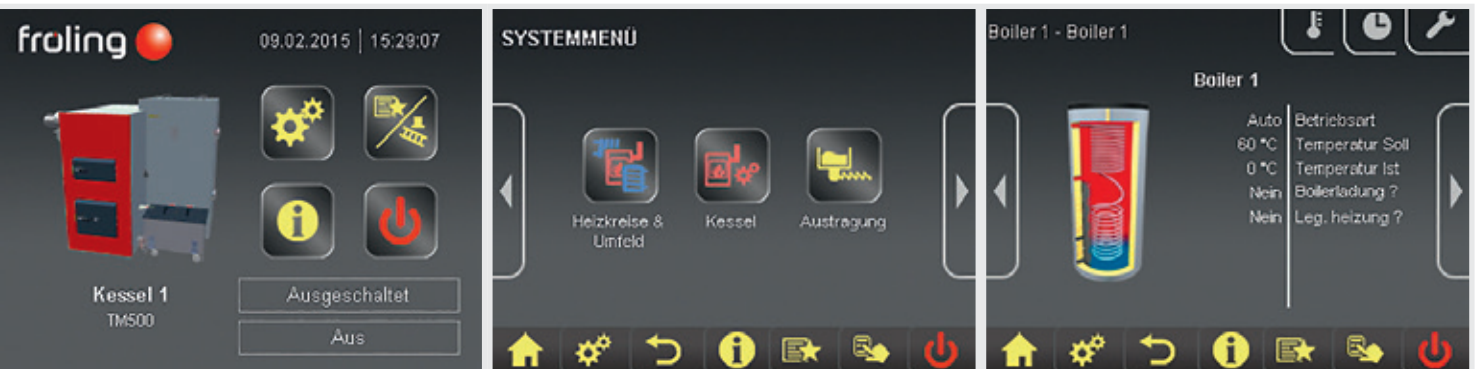 fröling
09.02.2015 | 15:29:07
Kessel 1
TM500
Ausgeschaltet
Aus
SYSTEMMENÜ
Heizkreise &
Umfeld
Kessel
Austragung
Boiler 1 - Boiler 1
Boiler 1
Auto Betriebsart
60 °C Temperatur Soll
0 °C Temperatur Ist
Nein Boilerladung ?
Nein Leg. heizung ?